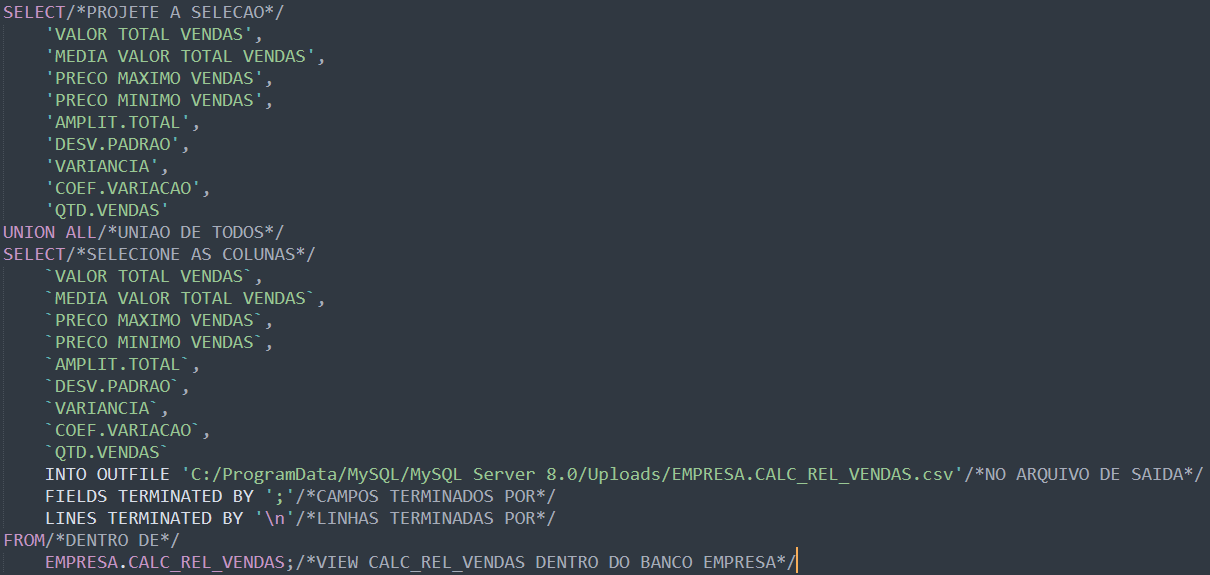 SELECT/*PROJETE A SELECAO*/
'VALOR TOTAL VENDAS',
'MEDIA VALOR TOTAL VENDAS',
'PRECO MAXIMO VENDAS',
'PRECO MINIMO VENDAS',
'AMPLIT.TOTAL',
'DESV.PADRAO',
'VARIANCIA',
'COEF.VARIACAO',
'QTD.VENDAS'
UNION ALL/*UNIAO DE TODOS*/
SELECT/*SELECIONE AS COLUNAS*/
`VALOR TOTAL VENDAS`,
`MEDIA VALOR TOTAL VENDAS`,
`PRECO MAXIMO VENDAS`,
`PRECO MINIMO VENDAS`,
`AMPLIT.TOTAL`,
`DESV.PADRAO`,
`VARIANCIA`,
`COEF.VARIACAO`,
`QTD.VENDAS`
INTO OUTFILE 'C:/ProgramData/MySQL/MySQL Server 8.0/Uploads/EMPRESA.CALC_REL_VENDAS.csv'/*NO ARQUIVO DE SAIDA*/
FIELDS TERMINATED BY ';'/*CAMPOS TERMINADOS POR*/
LINES TERMINATED BY '\n'/*LINHAS TERMINADAS POR*/
FROM/*DENTRO DE*/
EMPRESA.CALC_REL_VENDAS;/*VIEW CALC_REL_VENDAS DENTRO DO BANCO EMPRESA*/